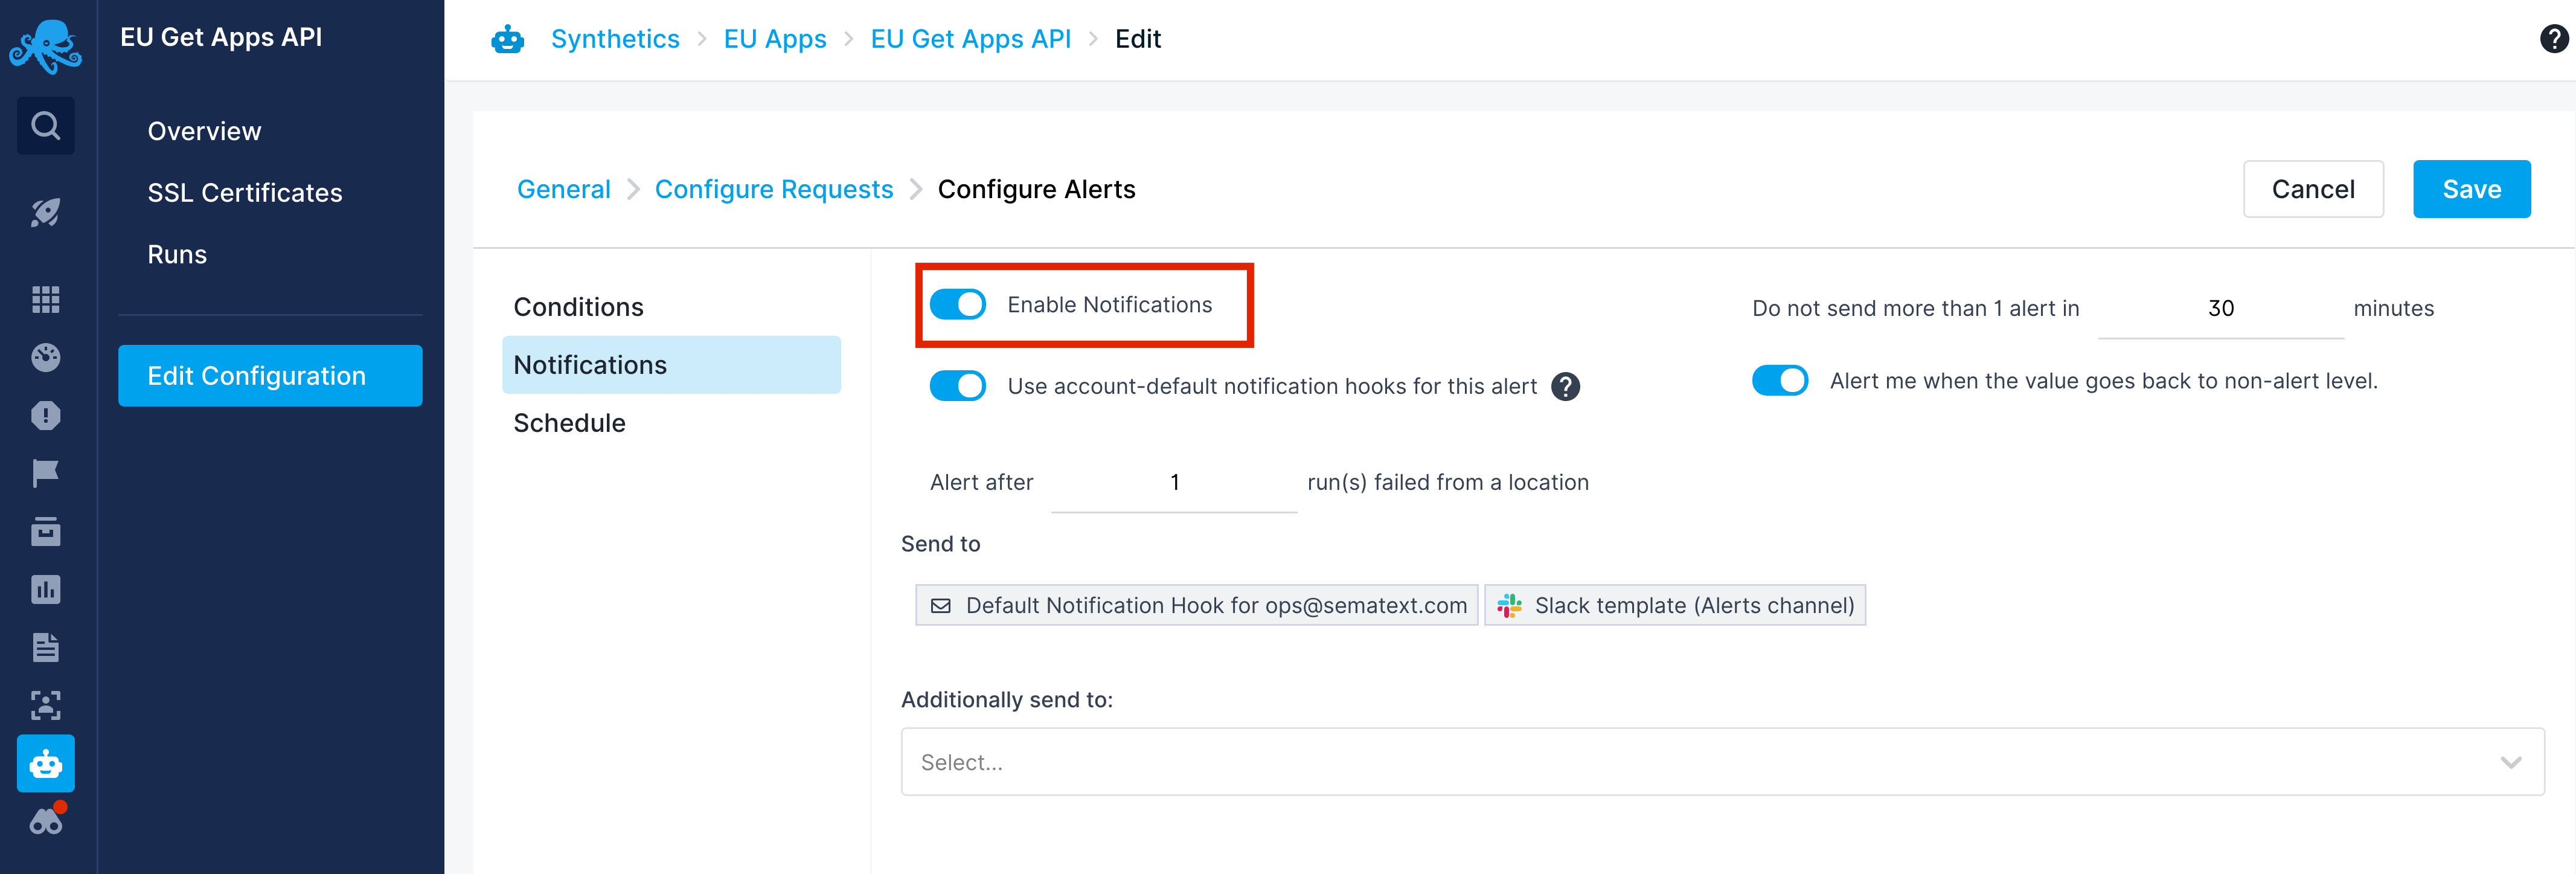 EU Get Apps API
Overview
SSL Certificates
Runs
Edit Configuration
Synthetics > EU Apps > EU Get Apps API > Edit
?
General > Configure Requests > Configure Alerts
Cancel
Save
Conditions
Notifications
Schedule
Enable Notifications
Do not send more than 1 alert in 30 minutes
Use account-default notification hooks for this alert ?
Alert me when the value goes back to non-alert level.
Alert after 1 run(s) failed from a location
Send to
Default Notification Hook for ops@sematext.com
Slack template (Alerts channel)
Additionally send to:
Select...